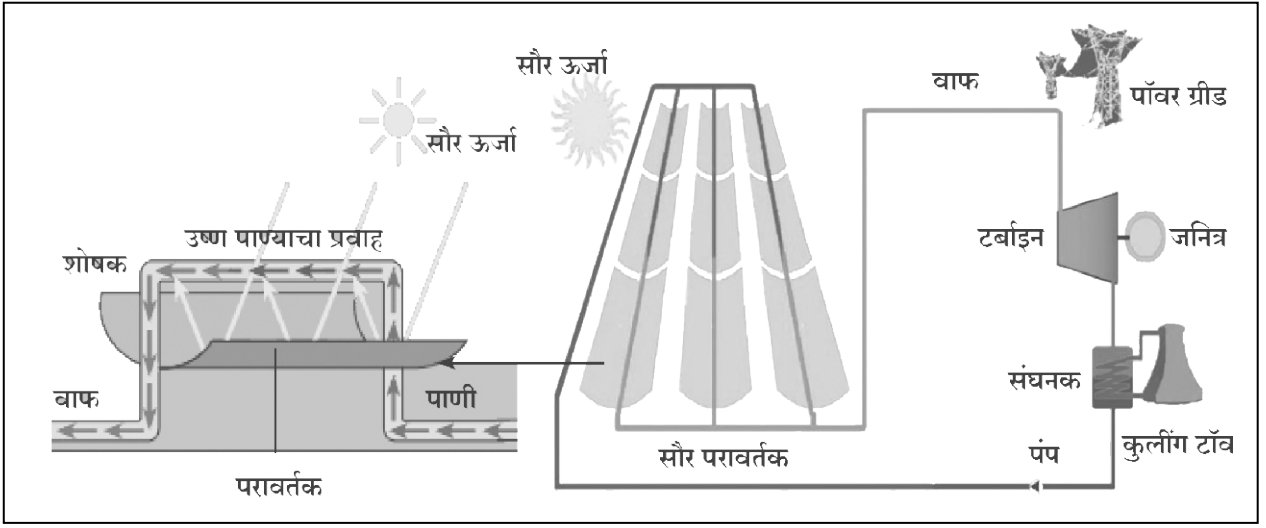 सौर ऊर्जा
उष्ण पाण्याचा प्रवाह
शोषक
बाफ
पाणी
परावर्तक
सौर ऊर्जा
सौर परावर्तक
वाफ
पॉवर ग्रीड
टर्बाइन
जनित्र
संघनक
कुलींग टॉव
पंप